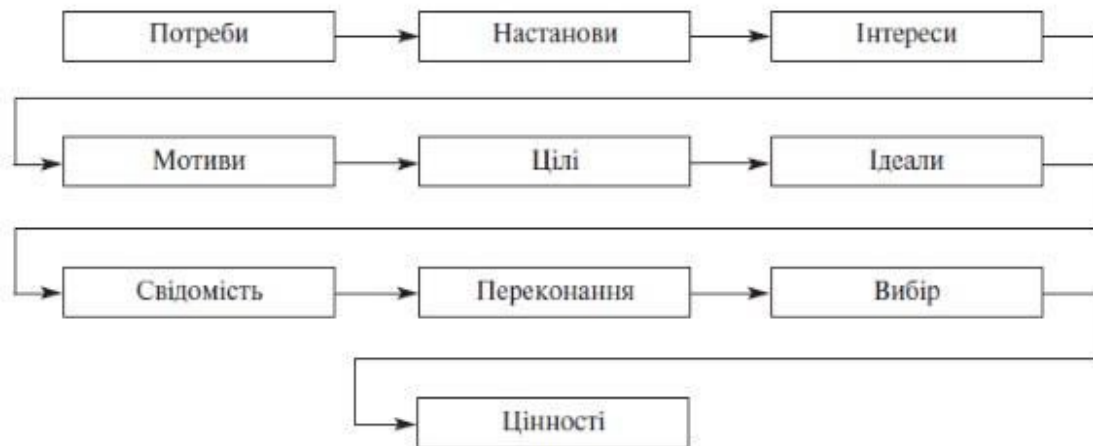 Потреби
Настанови
Інтереси
Мотиви
Цілі
Ідеали
Свідомість
Переконання
Вибір
Цінності